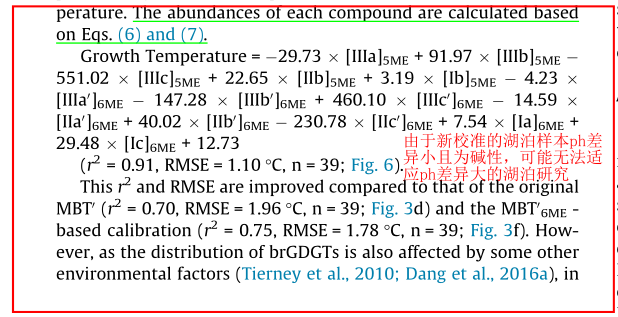 perature. The abundances of each compound are calculated based
on Eqs. (6) and (7).
Growth Temperature = −29.73 × [IIIa]5ME + 91.97 × [IIIb]5ME −
551.02 × [IIIc]5ME + 22.65 × [IIb]5ME + 3.19 × [Ib]5ME − 4.23 ×
[IIIa′]6ME − 147.28 × [IIIb′]6ME + 460.10 × [IIIc′]6ME − 14.59 ×
[IIa′]6ME + 40.02 × [IIb′]6ME − 230.78 × [IIc′]6ME + 7.54 × [Ia]6ME +
29.48 × [Ic]6ME + 12.73
由于新校准的湖泊样本ph差
异小且为碱性，可能无法适
应ph差异大的湖泊研究
(r² = 0.91, RMSE = 1.10 °C, n = 39; Fig. 6).
This r² and RMSE are improved compared to that of the original
MBT′ (r² = 0.70, RMSE = 1.96 °C, n = 39; Fig. 3d) and the MBT′6ME -
based calibration (r² = 0.75, RMSE = 1.78 °C, n = 39; Fig. 3f). How-
ever, as the distribution of brGDGTs is also affected by some other
environmental factors (Tierney et al., 2010; Dang et al., 2016a), in